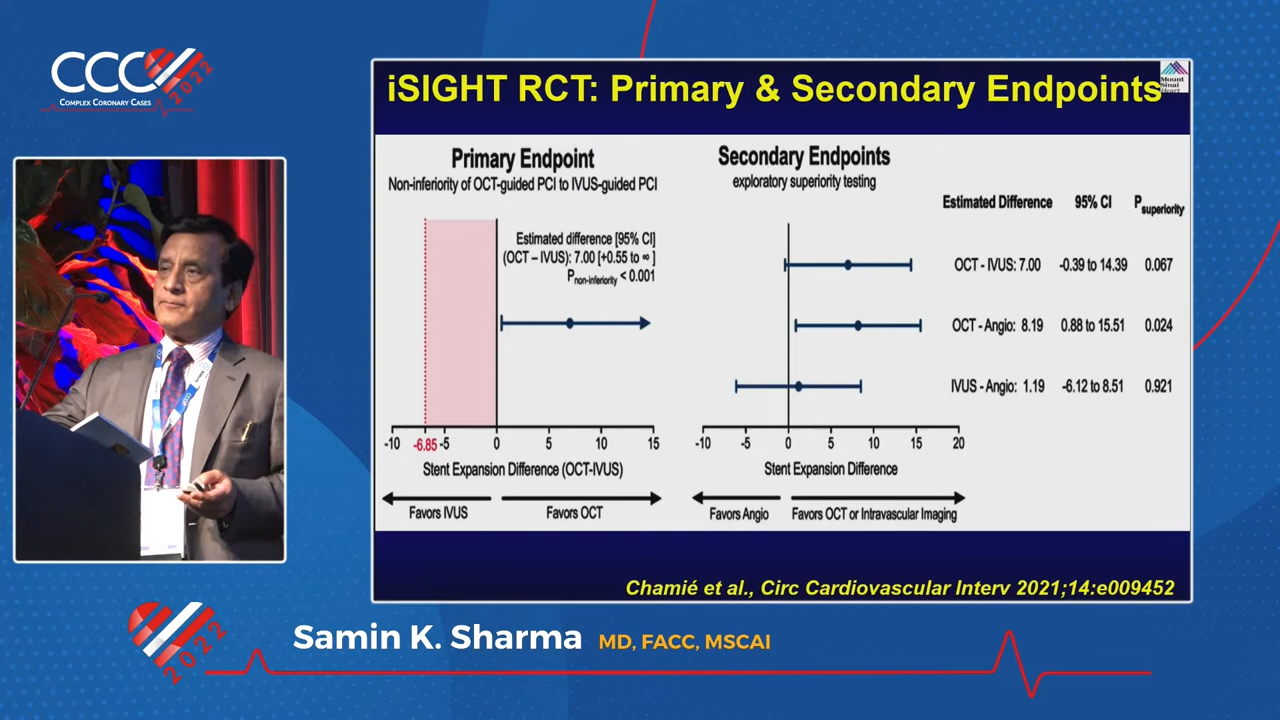 CCC
2022
COMPLEX CORONARY CASES
iSIGHT RCT: Primary & Secondary Endpoints
Mount
Sinai
Heart
Primary Endpoint
Non-inferiority of OCT-guided PCI to IVUS-guided PCI
Estimated difference [95% CI]
(OCT – IVUS): 7.00 [+0.55 to ∞ ]
Pnon-inferiority < 0.001
-10 -6.85 -5 0 5 10 15
Stent Expansion Difference (OCT-IVUS)
Favors IVUS Favors OCT
Secondary Endpoints
exploratory superiority testing
Estimated Difference 95% CI Psuperiority
OCT - IVUS: 7.00 -0.39 to 14.39 0.067
OCT - Angio: 8.19 0.88 to 15.51 0.024
IVUS - Angio: 1.19 -6.12 to 8.51 0.921
-10 -5 0 5 10 15 20
Stent Expansion Difference
Favors Angio Favors OCT or Intravascular Imaging
Chamié et al., Circ Cardiovascular Interv 2021;14:e009452
2022
Samin K. Sharma MD, FACC, MSCAI